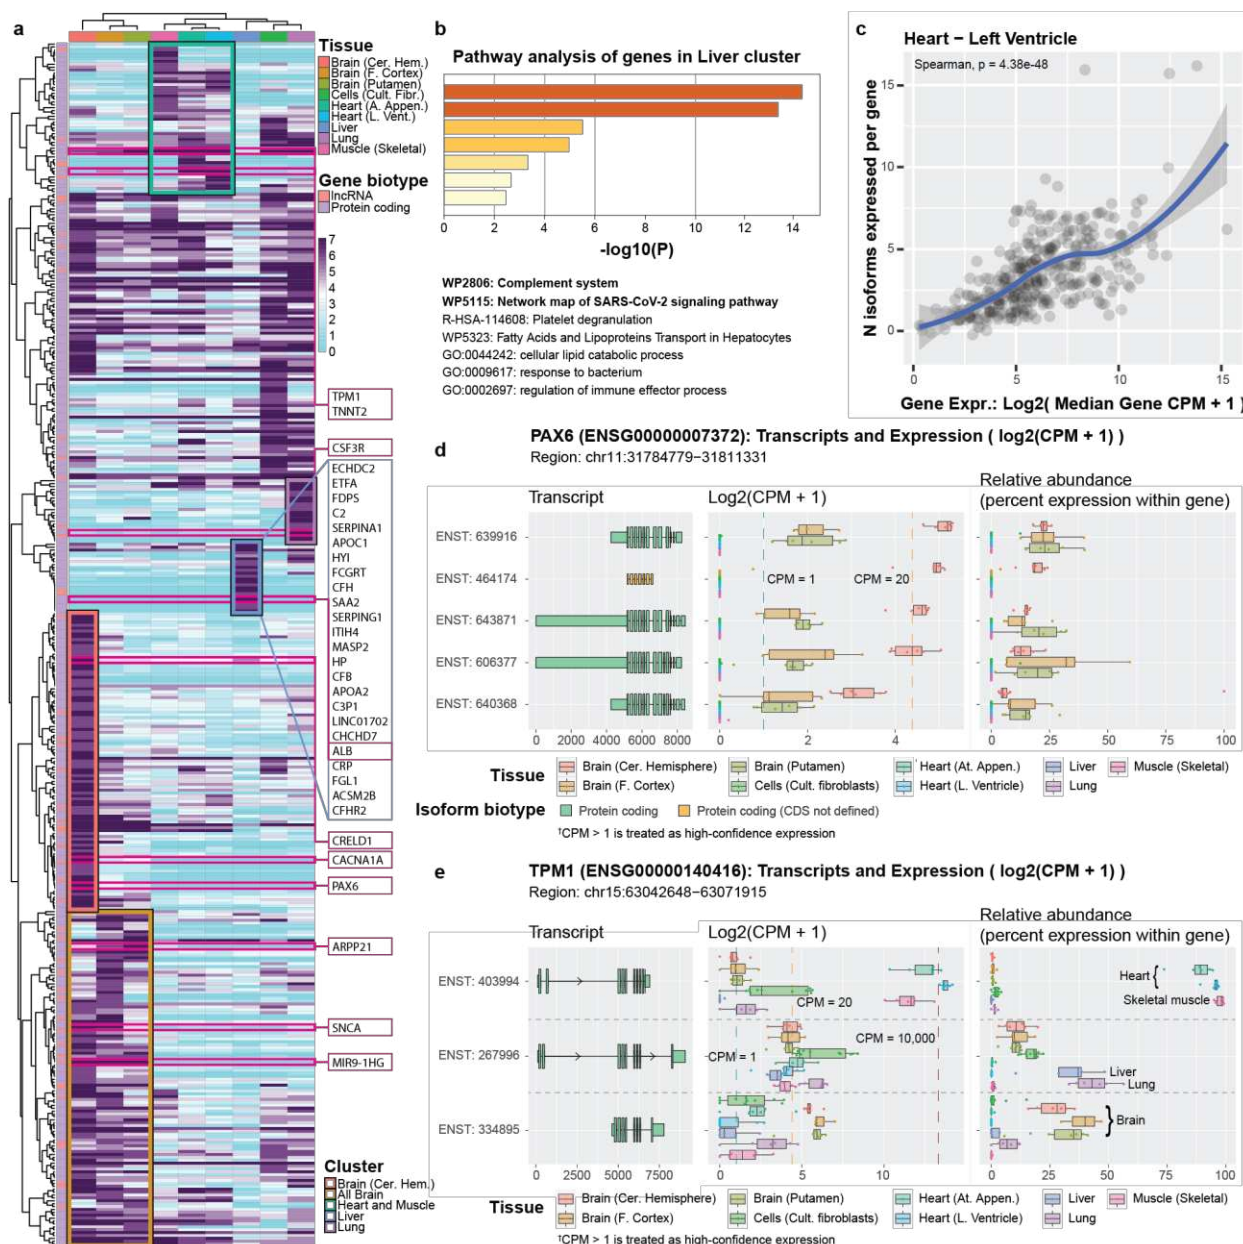 a
Tissue
Brain (Cer. Hem.)
Brain (F. Cortex)
Brain (Putamen)
Cells (Cult. Fibr.)
Heart (A. Appen.)
Heart (L. Vent.)
Liver
Lung
Muscle (Skeletal)
Gene biotype
lncRNA
Protein coding
7
6
5
4
3
2
1
0
TPM1
TNNT2
CSF3R
ECHDC2
ETFA
FDPS
C2
SERPINA1
APOC1
HYI
FCGRT
CFH
SAA2
SERPING1
ITIH4
MASP2
HP
CFB
APOA2
C3P1
LINC01702
CHCHD7
ALB
CRP
FGL1
ACSM2B
CFHR2
CRELD1
CACNA1A
PAX6
ARPP21
SNCA
MIR9-1HG
Cluster
Brain (Cer. Hem.)
All Brain
Heart and Muscle
Liver
Lung
b
Pathway analysis of genes in Liver cluster
0 2 4 6 8 10 12 14
-log10(P)
WP2806: Complement system
WP5115: Network map of SARS-CoV-2 signaling pathway
R-HSA-114608: Platelet degranulation
WP5323: Fatty Acids and Lipoproteins Transport in Hepatocytes
GO:0044242: cellular lipid catabolic process
GO:0009617: response to bacterium
GO:0002697: regulation of immune effector process
c
Heart – Left Ventricle
Spearman, p = 4.38e-48
N isoforms expressed per gene
15
10
5
0
0 5 10 15
Gene Expr.: Log2( Median Gene CPM + 1 )
d
PAX6 (ENSG00000007372): Transcripts and Expression ( log2(CPM + 1) )
Region: chr11:31784779–31811331
Transcript
Log2(CPM + 1)
Relative abundance
(percent expression within gene)
ENST: 639916
ENST: 464174
CPM = 1
CPM = 20
ENST: 643871
ENST: 606377
ENST: 640368
0 2000 4000 6000 8000
0 2 4
0 25 50 75 100
Tissue
Brain (Cer. Hemisphere)
Brain (Putamen)
Heart (At. Appen.)
Liver
Muscle (Skeletal)
Brain (F. Cortex)
Cells (Cult. fibroblasts)
Heart (L. Ventricle)
Lung
Isoform biotype
Protein coding
Protein coding (CDS not defined)
†CPM > 1 is treated as high-confidence expression
e
TPM1 (ENSG00000140416): Transcripts and Expression ( log2(CPM + 1) )
Region: chr15:63042648–63071915
Transcript
Log2(CPM + 1)
Relative abundance
(percent expression within gene)
ENST: 403994
CPM = 20
Heart
Skeletal muscle
ENST: 267996
CPM = 1
CPM = 10,000
Liver
Lung
ENST: 334895
Brain
0 2500 5000 7500
0 5 10
0 25 50 75 100
Tissue
Brain (Cer. Hemisphere)
Brain (Putamen)
Heart (At. Appen.)
Liver
Muscle (Skeletal)
Brain (F. Cortex)
Cells (Cult. fibroblasts)
Heart (L. Ventricle)
Lung
†CPM > 1 is treated as high-confidence expression